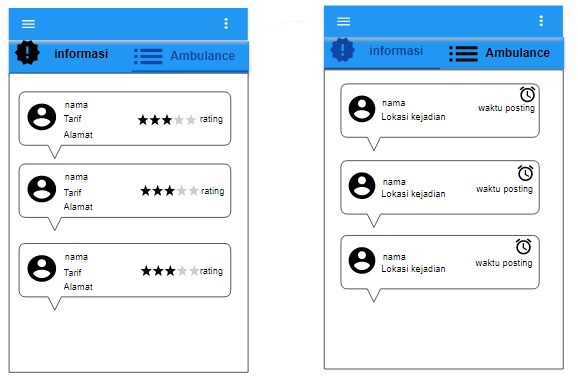 informasi
Ambulance
nama
Tarif
Alamat
rating
nama
Tarif
Alamat
rating
nama
Tarif
Alamat
rating
informasi
Ambulance
nama
Lokasi kejadian
waktu posting
nama
Lokasi kejadian
waktu posting
nama
Lokasi kejadian
waktu posting